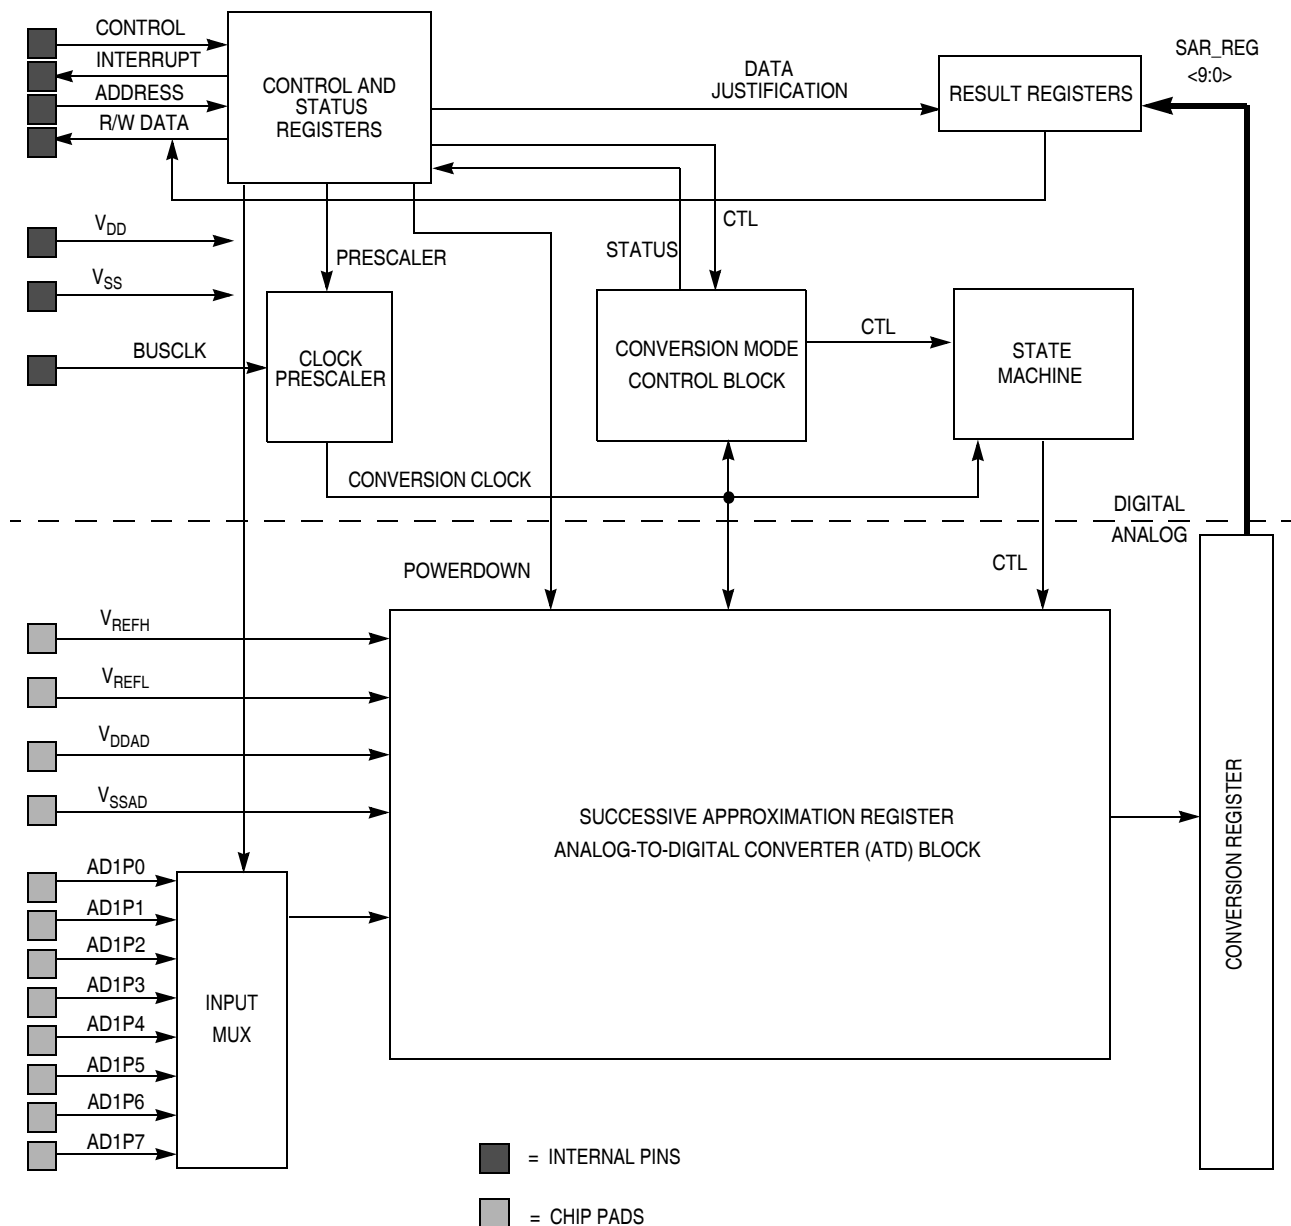 CONTROL
INTERRUPT
ADDRESS
R/W DATA
CONTROL AND
STATUS
REGISTERS
DATA
JUSTIFICATION
RESULT REGISTERS
SAR_REG
<9:0>
VDD
VSS
BUSCLK
PRESCALER
CLOCK
PRESCALER
STATUS
CTL
CONVERSION MODE
CONTROL BLOCK
CTL
STATE
MACHINE
CONVERSION CLOCK
DIGITAL
ANALOG
POWERDOWN
CTL
VREFH
VREFL
VDDAD
VSSAD
SUCCESSIVE APPROXIMATION REGISTER
ANALOG-TO-DIGITAL CONVERTER (ATD) BLOCK
CONVERSION REGISTER
AD1P0
AD1P1
AD1P2
AD1P3
AD1P4
AD1P5
AD1P6
AD1P7
INPUT
MUX
= INTERNAL PINS
= CHIP PADS